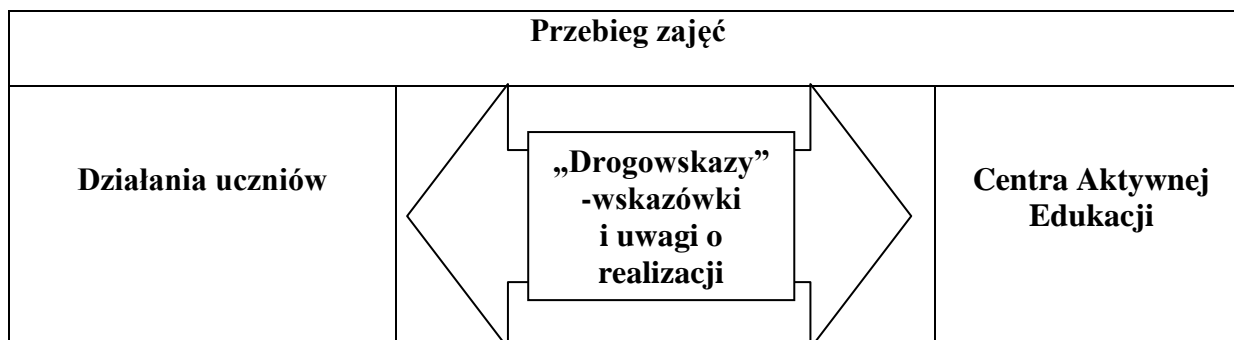 Przebieg zajęć
Działania uczniów
„Drogowskazy”
-wskazówki
i uwagi o
realizacji
Centra Aktywnej
Edukacji